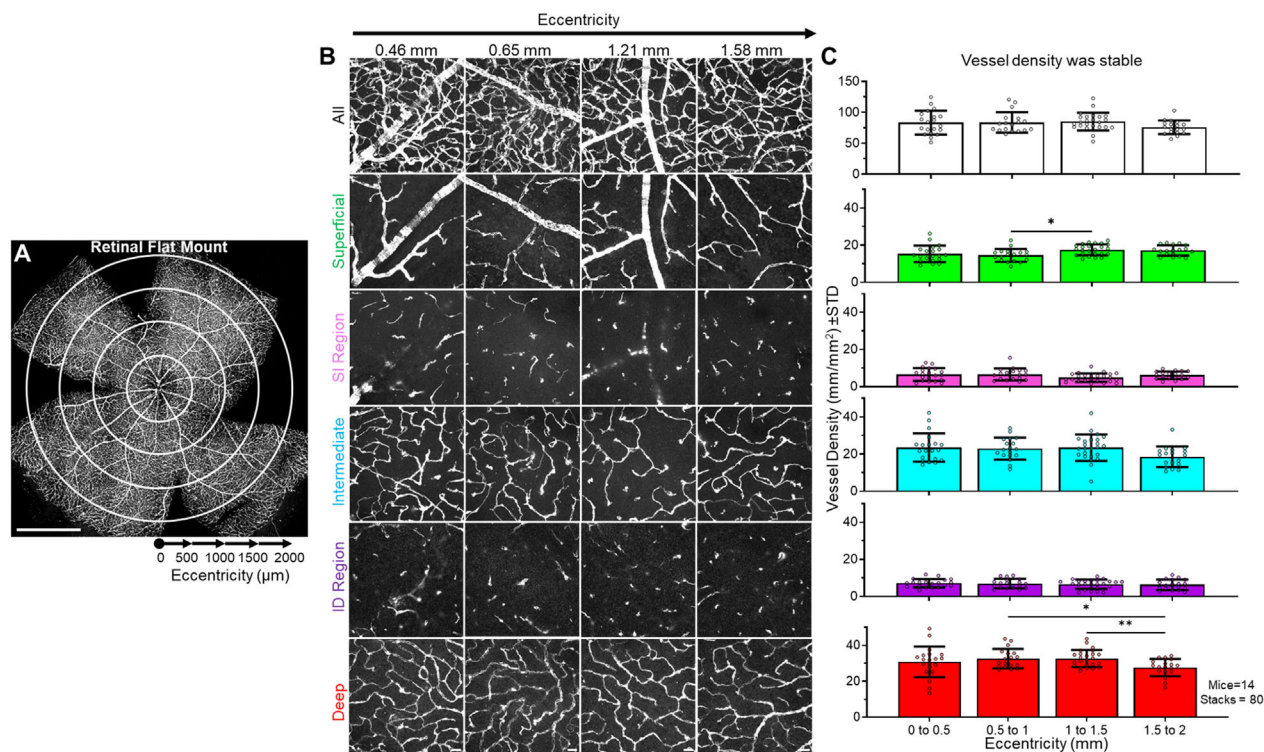 A
Retinal Flat Mount
0 500 1000 1500 2000
Eccentricity (µm)
B
Eccentricity
0.46 mm 0.65 mm 1.21 mm 1.58 mm
All
Superficial
SI Region
Intermediate
ID Region
Deep
C
Vessel density was stable
Vessel Density (mm/mm²) ±STD
150
100
75
50
25
0
40
20
0
*
40
20
0
40
20
0
40
20
0
40
20
0
*
**
Mice=14
Stacks = 80
0 to 0.5 0.5 to 1 1 to 1.5 1.5 to 2
Eccentricity (mm)